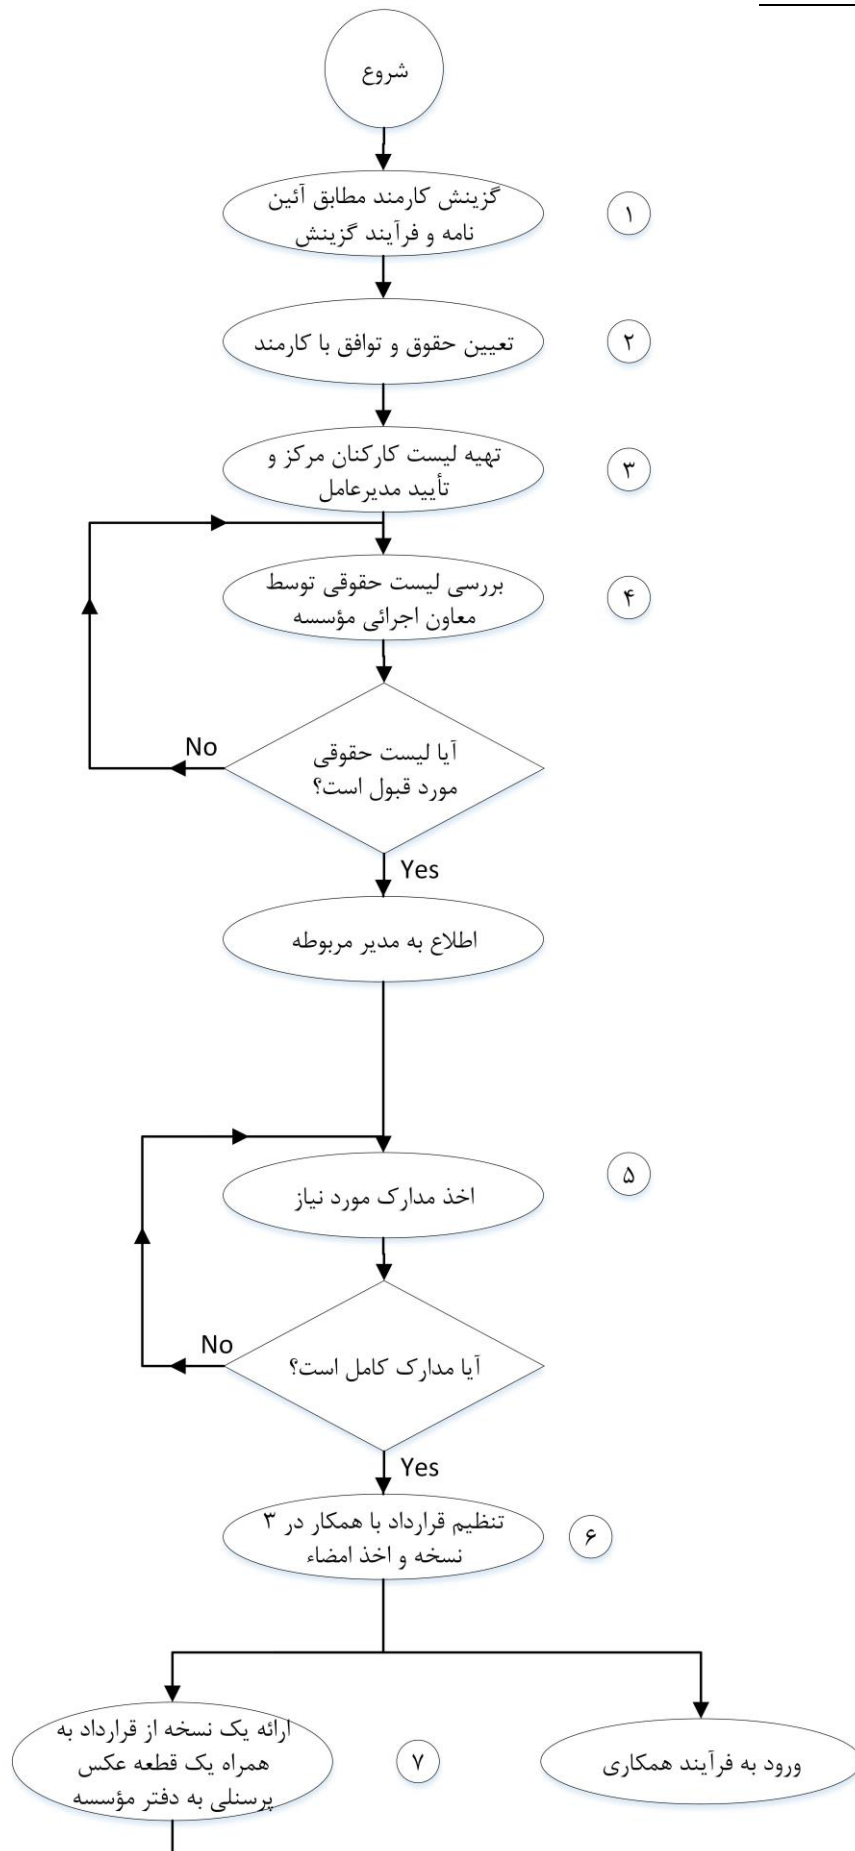 شروع
گزینش کارمند مطابق آئین
نامه و فرآیند گزینش
۱
تعیین حقوق و توافق با کارمند
۲
تهیه لیست کارکنان مرکز و
تأیید مدیرعامل
۳
بررسی لیست حقوقی توسط
معاون اجرائی مؤسسه
۴
آیا لیست حقوقی
مورد قبول است؟
No
Yes
اطلاع به مدیر مربوطه
اخذ مدارک مورد نیاز
۵
آیا مدارک کامل است؟
No
Yes
تنظیم قرارداد با همکار در ۳
نسخه و اخذ امضاء
۶
ورود به فرآیند همکاری
۷
ارائه یک نسخه از قرارداد به
همراه یک قطعه عکس
پرسنلی به دفتر مؤسسه